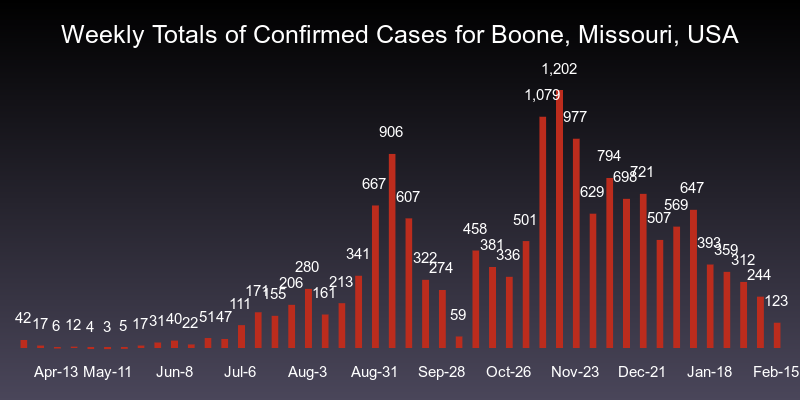 Weekly Totals of Confirmed Cases for Boone, Missouri, USA
42 17 6 12 4 3 5 17 31 40 22 51 47 111 171 155 206 280 161 213 341 667 906 607 322 274 59 458 381 336 501 1,079 1,202 977 629 794 698 721 507 569 647 393 359 312 244 123
Apr-13 May-11 Jun-8 Jul-6 Aug-3 Aug-31 Sep-28 Oct-26 Nov-23 Dec-21 Jan-18 Feb-15